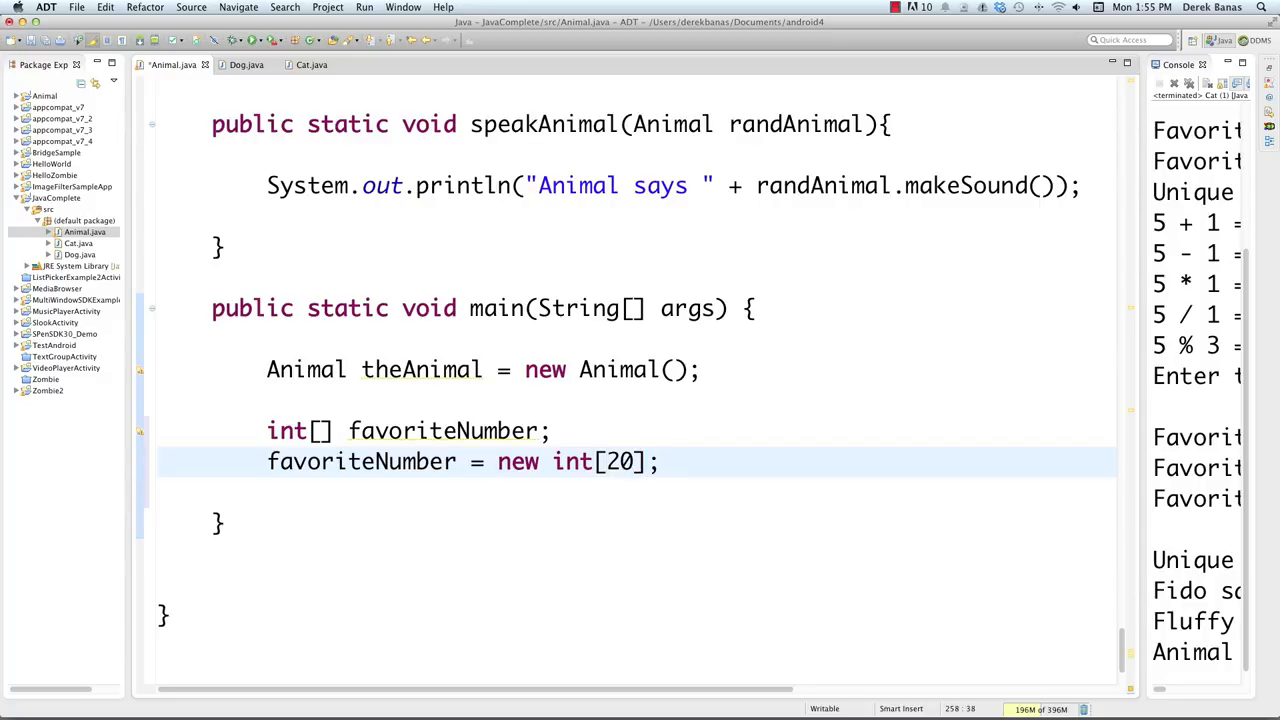 ADT File Edit Refactor Source Navigate Search Project Run Window Help 10 Mon 1:55 PM Derek Banas
Java - JavaComplete/src/Animal.java - ADT - /Users/derekbanas/Documents/android4
Quick Access Java DDMS
Package Exp
Animal
appcompat_v7
appcompat_v7_2
appcompat_v7_3
appcompat_v7_4
BridgeSample
HelloWorld
HelloZombie
ImageFilterSampleApp
JavaComplete
src
(default package)
Animal.java
Cat.java
Dog.java
JRE System Library [Ja
ListPickerExample2Activi
MediaBrowser
MultiWindowSDKExample
MusicPlayerActivity
SlookActivity
SPenSDK30_Demo
TestAndroid
TextGroupActivity
VideoPlayerActivity
Zombie
Zombie2
*Animal.java Dog.java Cat.java
public static void speakAnimal(Animal randAnimal){
System.out.println("Animal says " + randAnimal.makeSound());
}
public static void main(String[] args) {
Animal theAnimal = new Animal();
int[] favoriteNumber;
favoriteNumber = new int[20];
}
}
Console
<terminated> Cat (1) [Java
Favorit
Favorit
Unique
5 + 1 =
5 - 1 =
5 * 1 =
5 / 1 =
5 % 3 =
Enter t
Favorit
Favorit
Favorit
Unique
Fido sa
Fluffy
Animal
Writable Smart Insert 258 : 38 196M of 396M